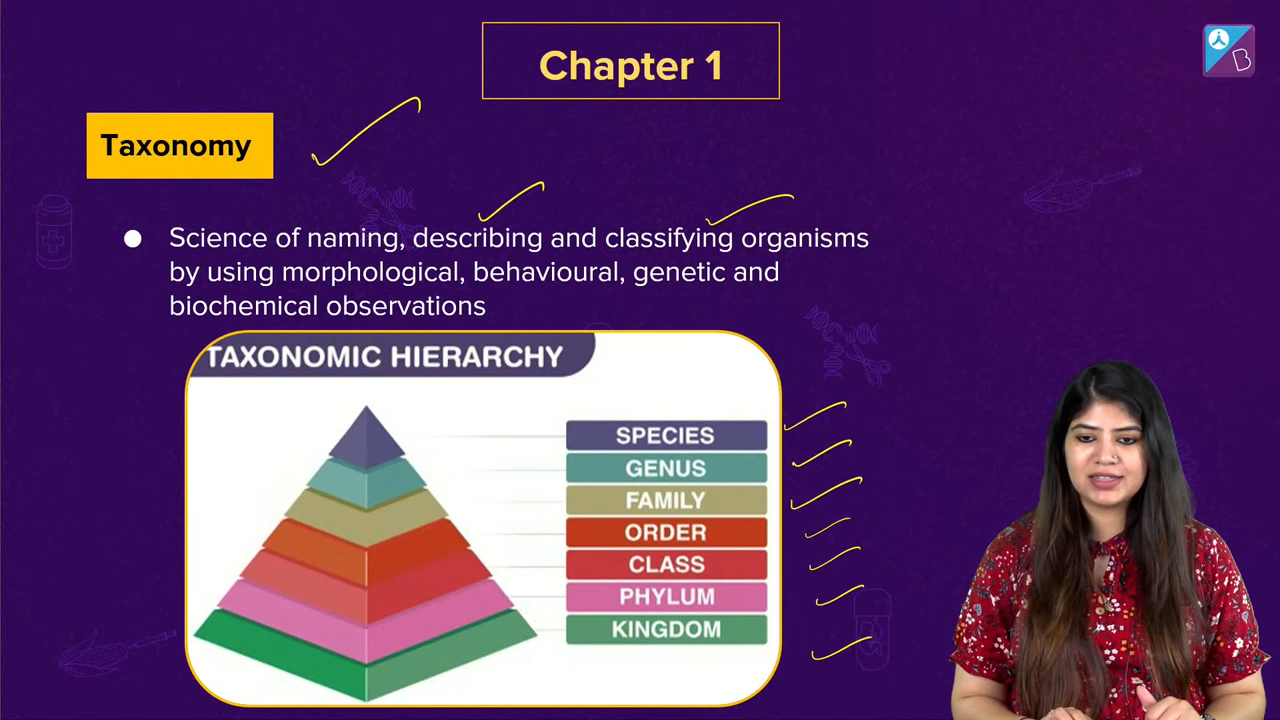 Chapter 1
Taxonomy
Science of naming, describing and classifying organisms
by using morphological, behavioural, genetic and
biochemical observations
TAXONOMIC HIERARCHY
SPECIES
GENUS
FAMILY
ORDER
CLASS
PHYLUM
KINGDOM
B